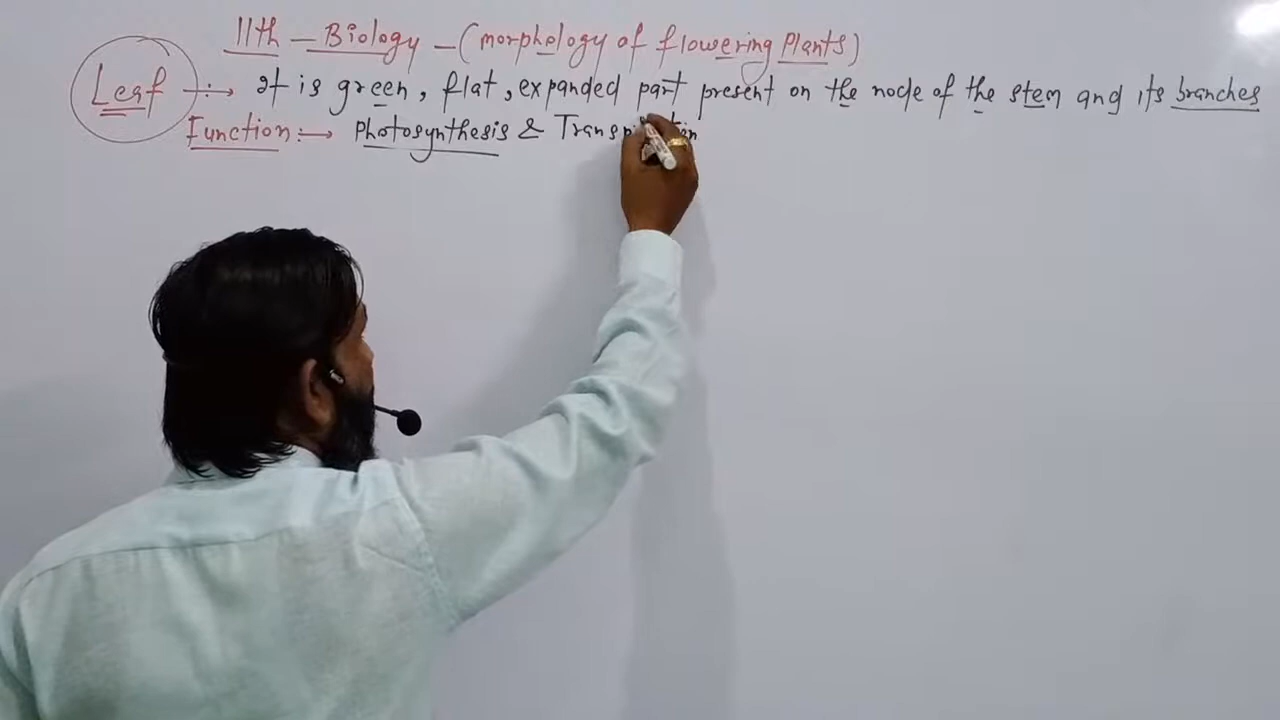 11th - Biology - (morphology of flowering Plants)
Leaf :→ It is green, flat, expanded part present on the node of the stem and its branches
Function :→ Photosynthesis &